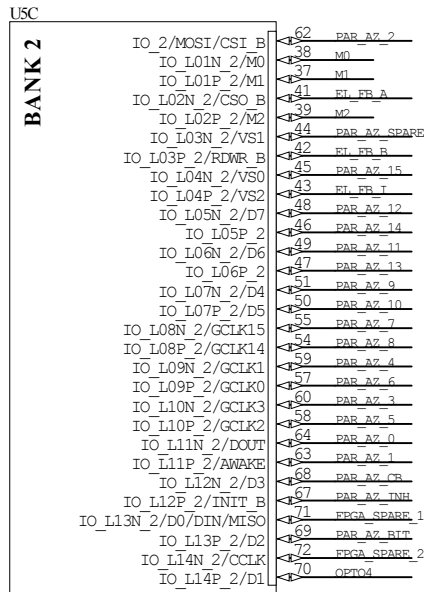 U5C
BANK 2
IO_2/MOSI/CSI_B 62 PAR_AZ_2
IO_L01N_2/M0 38 M0
IO_L01P_2/M1 37 M1
IO_L02N_2/CSO_B 41 EL_FB_A
IO_L02P_2/M2 39 M2
IO_L03N_2/VS1 44 PAR_AZ_SPARE
IO_L03P_2/RDWR_B 42 EL_FB_B
IO_L04N_2/VS0 45 PAR_AZ_15
IO_L04P_2/VS2 43 EL_FB_I
IO_L05N_2/D7 48 PAR_AZ_12
IO_L05P_2 46 PAR_AZ_14
IO_L06N_2/D6 49 PAR_AZ_11
IO_L06P_2 47 PAR_AZ_13
IO_L07N_2/D4 51 PAR_AZ_9
IO_L07P_2/D5 50 PAR_AZ_10
IO_L08N_2/GCLK15 55 PAR_AZ_7
IO_L08P_2/GCLK14 54 PAR_AZ_8
IO_L09N_2/GCLK1 59 PAR_AZ_4
IO_L09P_2/GCLK0 57 PAR_AZ_6
IO_L10N_2/GCLK3 60 PAR_AZ_3
IO_L10P_2/GCLK2 58 PAR_AZ_5
IO_L11N_2/DOUT 64 PAR_AZ_0
IO_L11P_2/AWAKE 63 PAR_AZ_1
IO_L12N_2/D3 68 PAR_AZ_CB
IO_L12P_2/INIT_B 67 PAR_AZ_INH
IO_L13N_2/D0/DIN/MISO 71 FPGA_SPARE_1
IO_L13P_2/D2 69 PAR_AZ_BIT
IO_L14N_2/CCLK 72 FPGA_SPARE_2
IO_L14P_2/D1 70 OPTO4